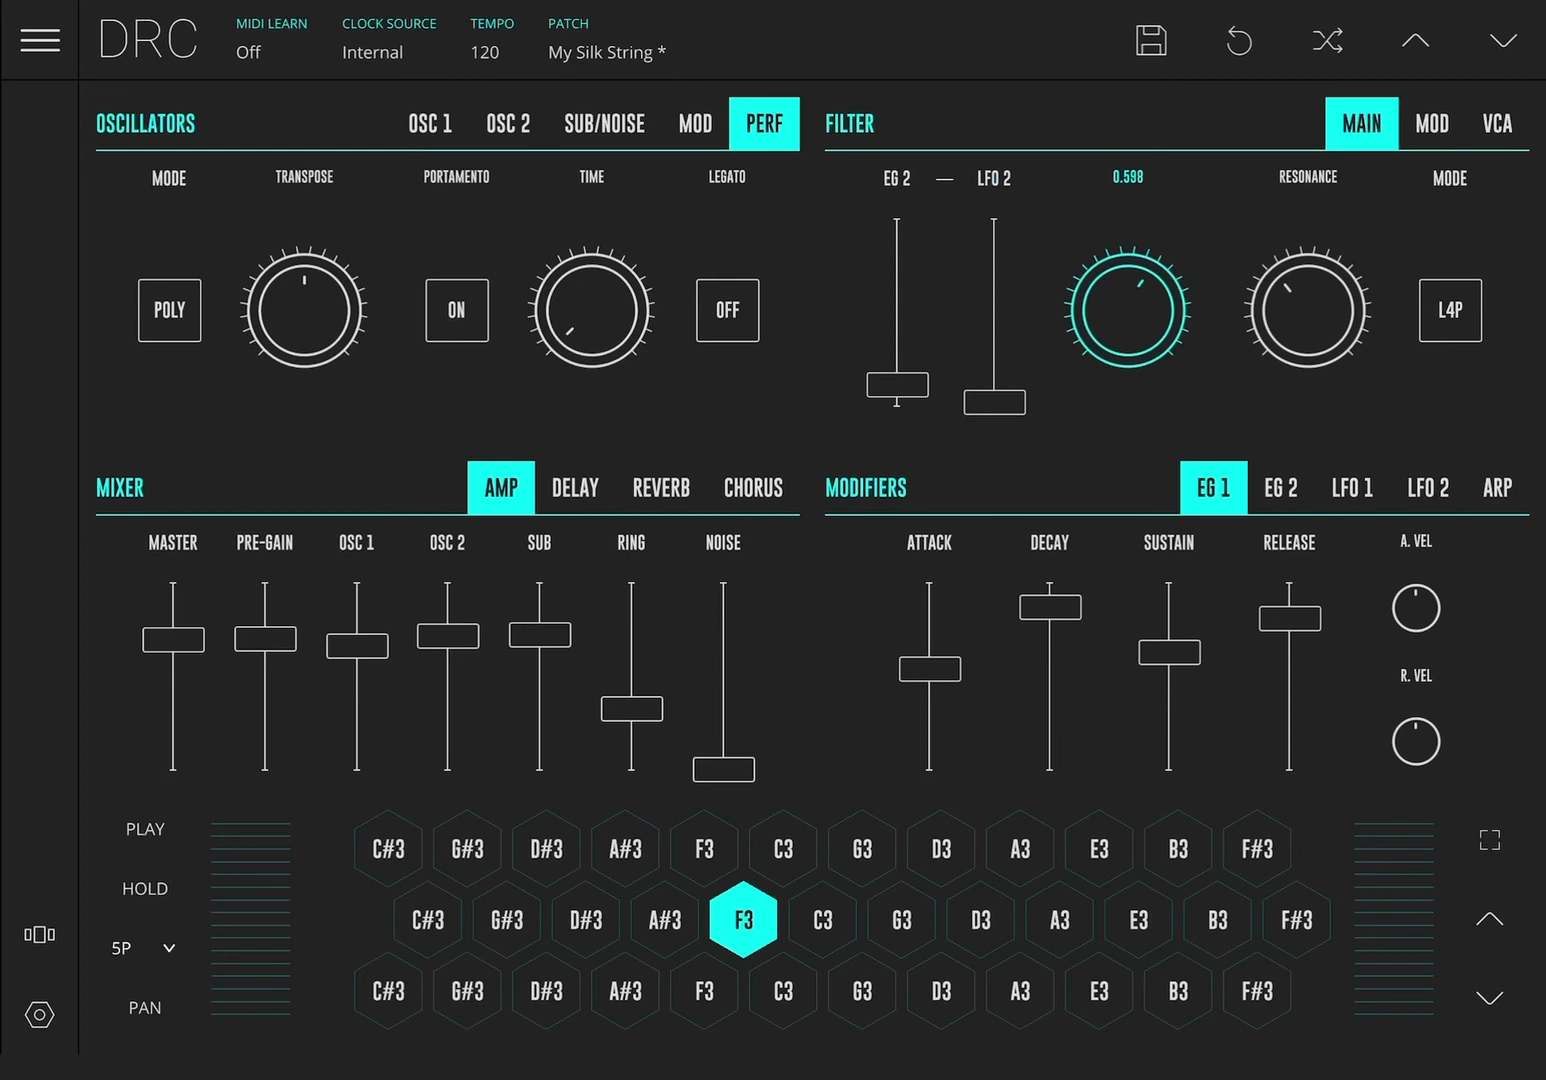 DRC
MIDI LEARN CLOCK SOURCE TEMPO PATCH
Off Internal 120 My Silk String *
OSCILLATORS OSC 1 OSC 2 SUB/NOISE MOD PERF
MODE TRANSPOSE PORTAMENTO TIME LEGATO
POLY ON OFF
FILTER MAIN MOD VCA
EG 2 — LFO 2 0.598 RESONANCE MODE
L4P
MIXER AMP DELAY REVERB CHORUS
MASTER PRE-GAIN OSC 1 OSC 2 SUB RING NOISE
MODIFIERS EG 1 EG 2 LFO 1 LFO 2 ARP
ATTACK DECAY SUSTAIN RELEASE A. VEL
R. VEL
PLAY
HOLD
5P
PAN
C#3 G#3 D#3 A#3 F3 C3 G3 D3 A3 E3 B3 F#3
C#3 G#3 D#3 A#3 F3 C3 G3 D3 A3 E3 B3 F#3
C#3 G#3 D#3 A#3 F3 C3 G3 D3 A3 E3 B3 F#3